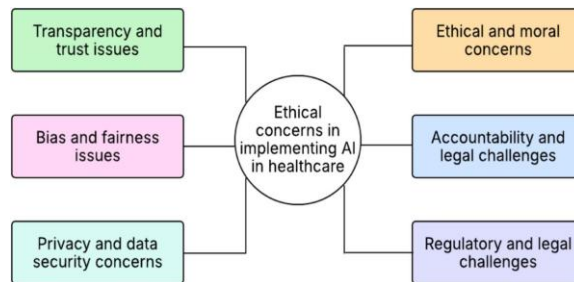 Transparency and
trust issues
Bias and fairness
issues
Privacy and data
security concerns
Ethical
concerns in
implementing AI
in healthcare
Ethical and moral
concerns
Accountability and
legal challenges
Regulatory and legal
challenges